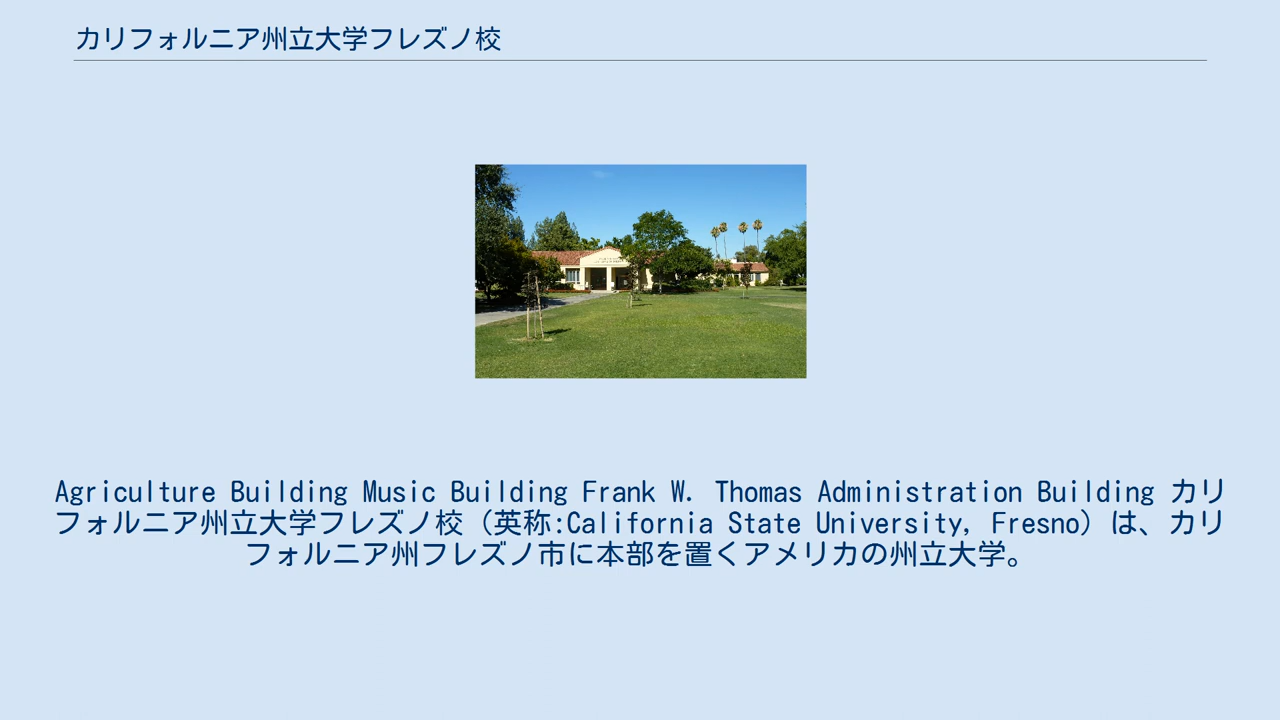 カリフォルニア州立大学フレズノ校
Agriculture Building Music Building Frank W. Thomas Administration Building カリ
フォルニア州立大学フレズノ校（英称:California State University, Fresno）は、カリ
フォルニア州フレズノ市に本部を置くアメリカの州立大学。